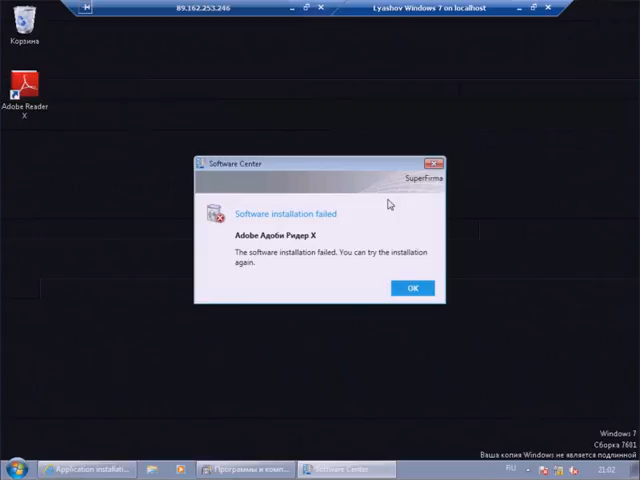 89.162.253.246
Lyashov Windows 7 on localhost
Корзина
Adobe Reader
X
Software Center
SuperFirma
Software installation failed
Adobe Адоби Ридер X
The software installation failed. You can try the installation
again.
OK
Windows 7
Сборка 7601
Ваша копия Windows не является подлинной
Application installati...
Программы и комп...
Software Center
RU
21:02